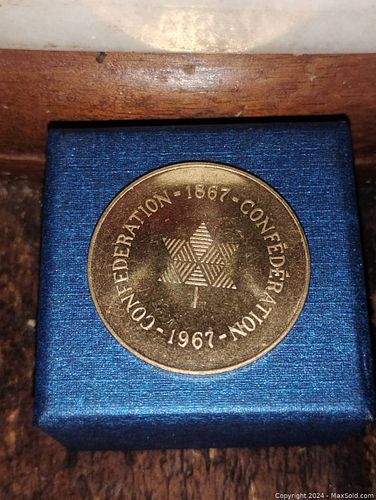 CONFEDERATION - 1867 - CONFÉDÉRATION - 1967 -
Copyright 2024 - MaxSold.com